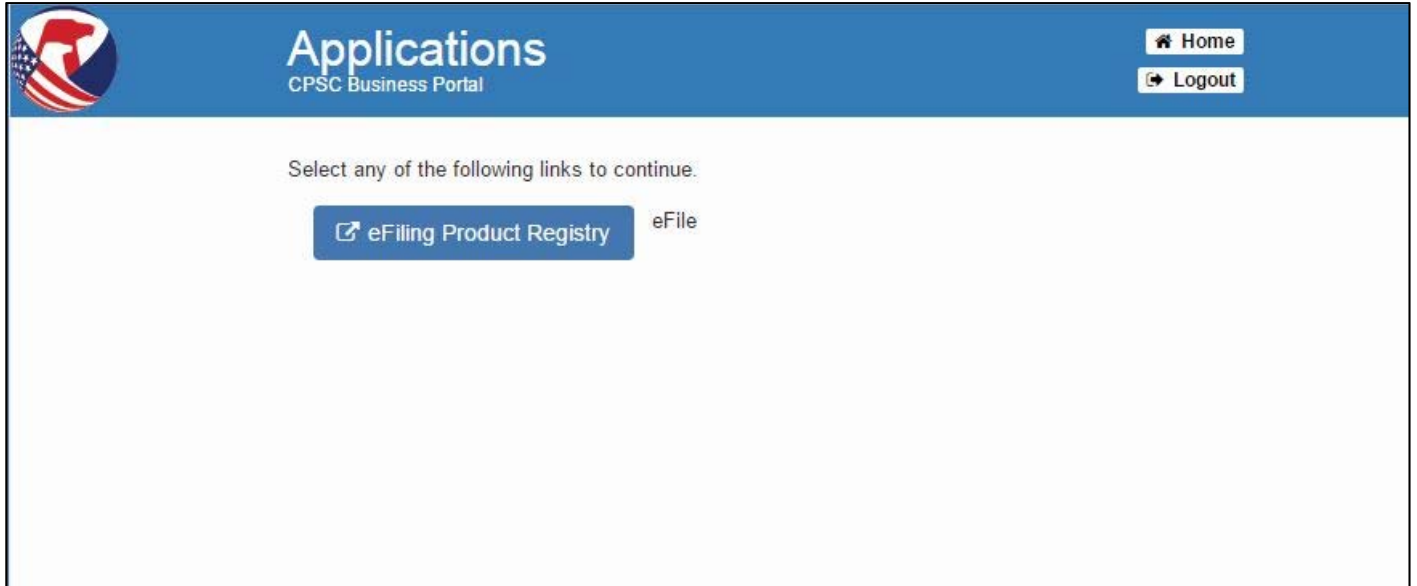 Applications
CPSC Business Portal
Home
Logout
Select any of the following links to continue.
eFiling Product Registry
eFile